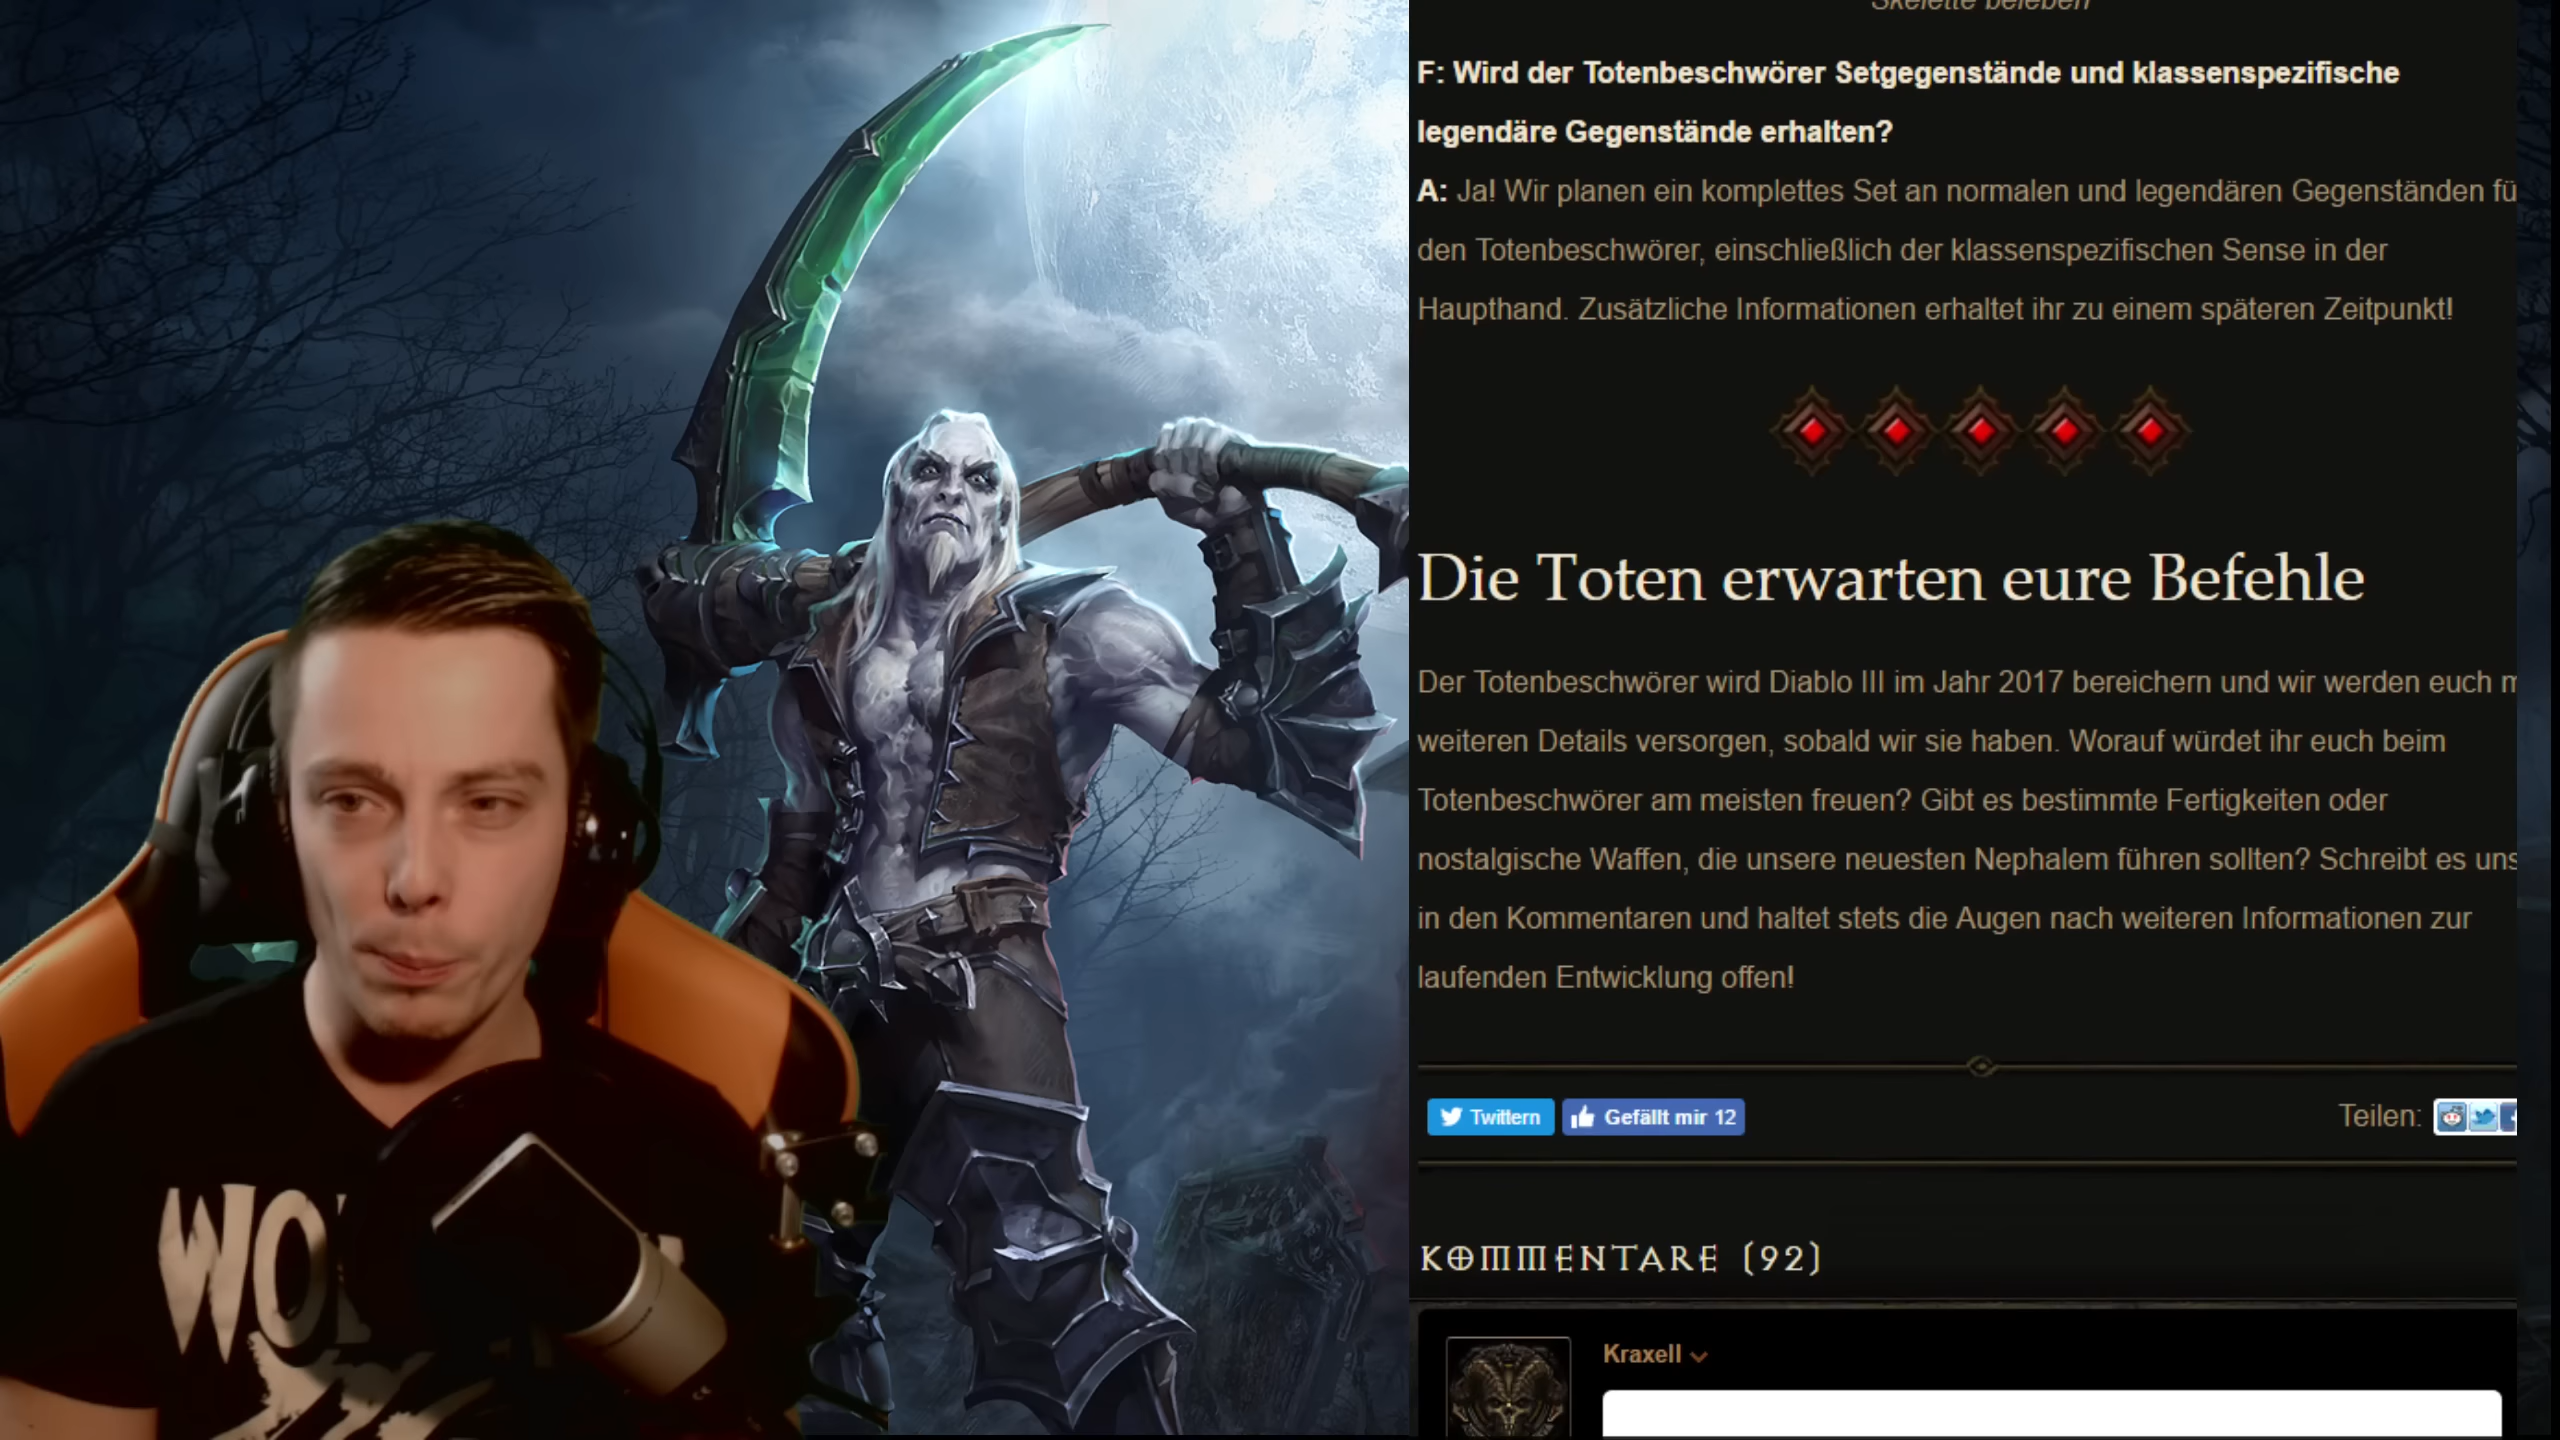 Skelette beleben
F: Wird der Totenbeschwörer Setgegenstände und klassenspezifische
legendäre Gegenstände erhalten?
A: Ja! Wir planen ein komplettes Set an normalen und legendären Gegenständen fü
den Totenbeschwörer, einschließlich der klassenspezifischen Sense in der
Haupthand. Zusätzliche Informationen erhaltet ihr zu einem späteren Zeitpunkt!
Die Toten erwarten eure Befehle
Der Totenbeschwörer wird Diablo III im Jahr 2017 bereichern und wir werden euch m
weiteren Details versorgen, sobald wir sie haben. Worauf würdet ihr euch beim
Totenbeschwörer am meisten freuen? Gibt es bestimmte Fertigkeiten oder
nostalgische Waffen, die unsere neuesten Nephalem führen sollten? Schreibt es uns
in den Kommentaren und haltet stets die Augen nach weiteren Informationen zur
laufenden Entwicklung offen!
Twittern Gefällt mir 12 Teilen:
KOMMENTARE (92)
Kraxell
WO